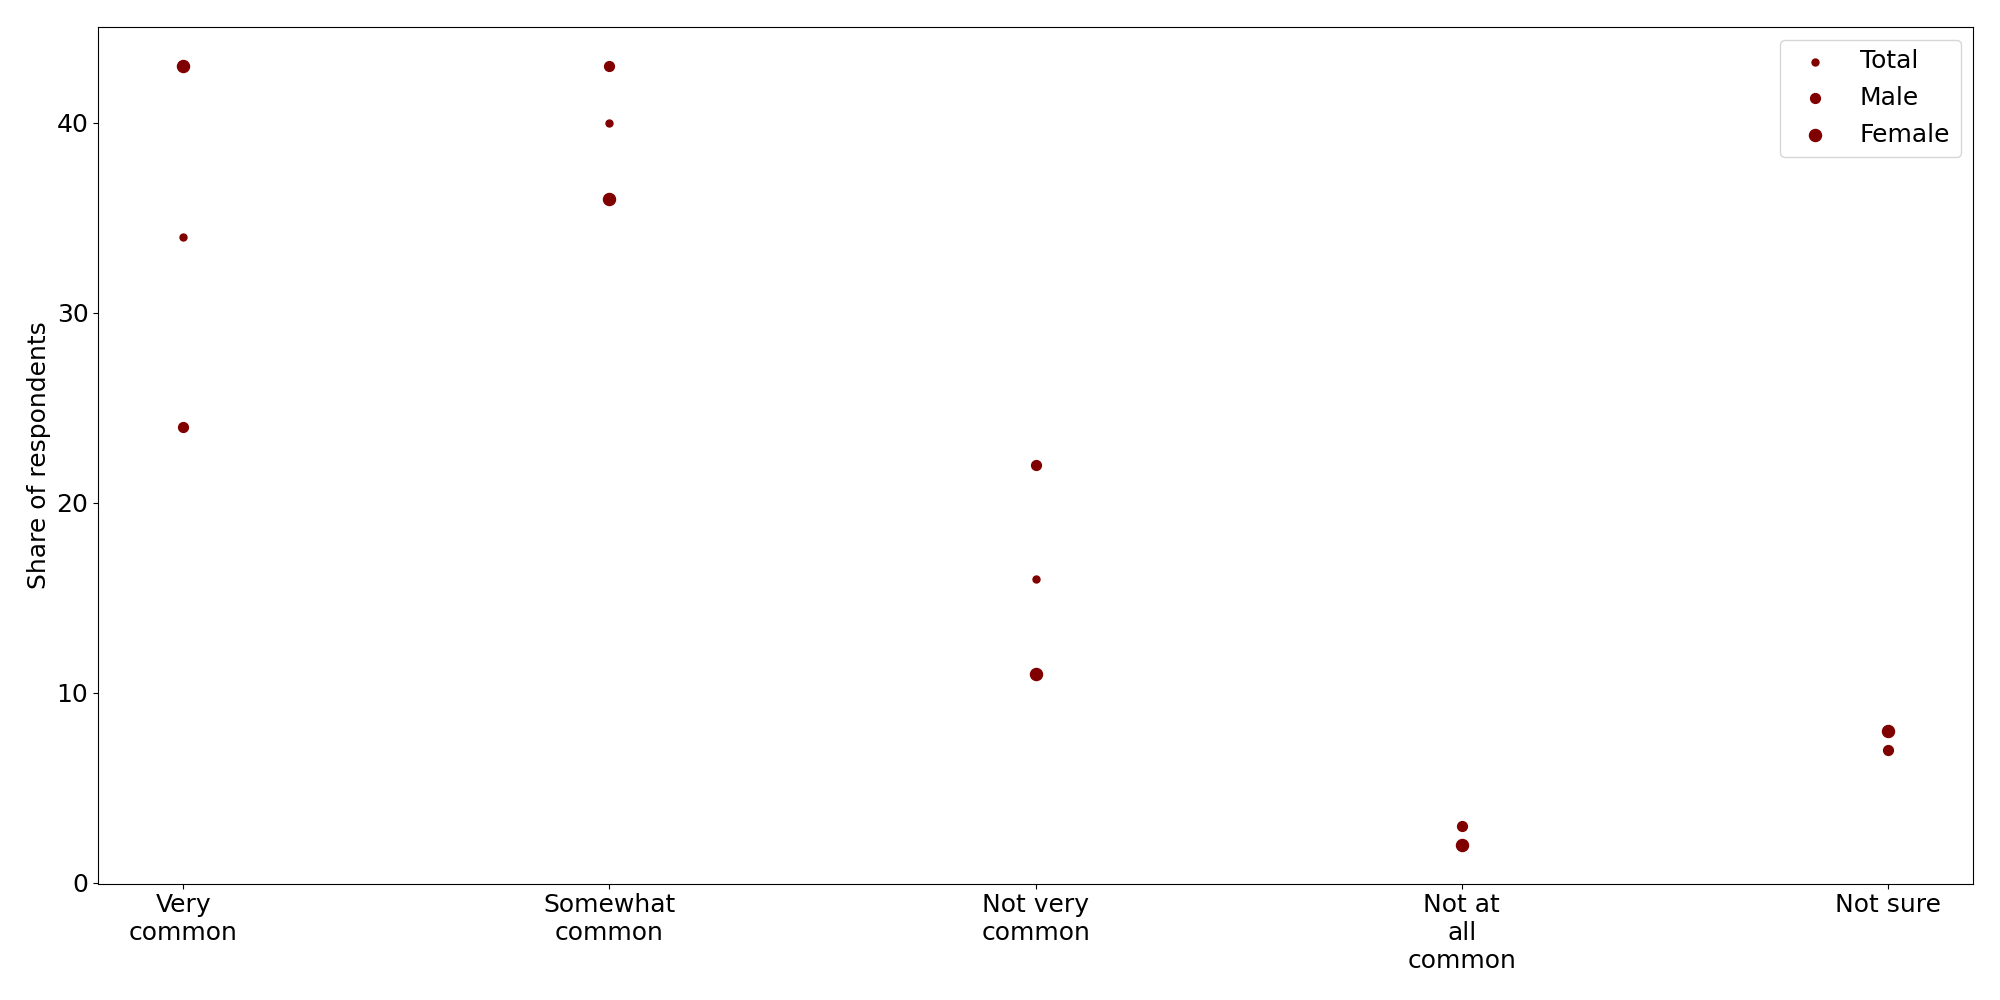 Total
Male
Female
Share of respondents
40
30
20
10
0
Very
common
Somewhat
common
Not very
common
Not at
all
common
Not sure